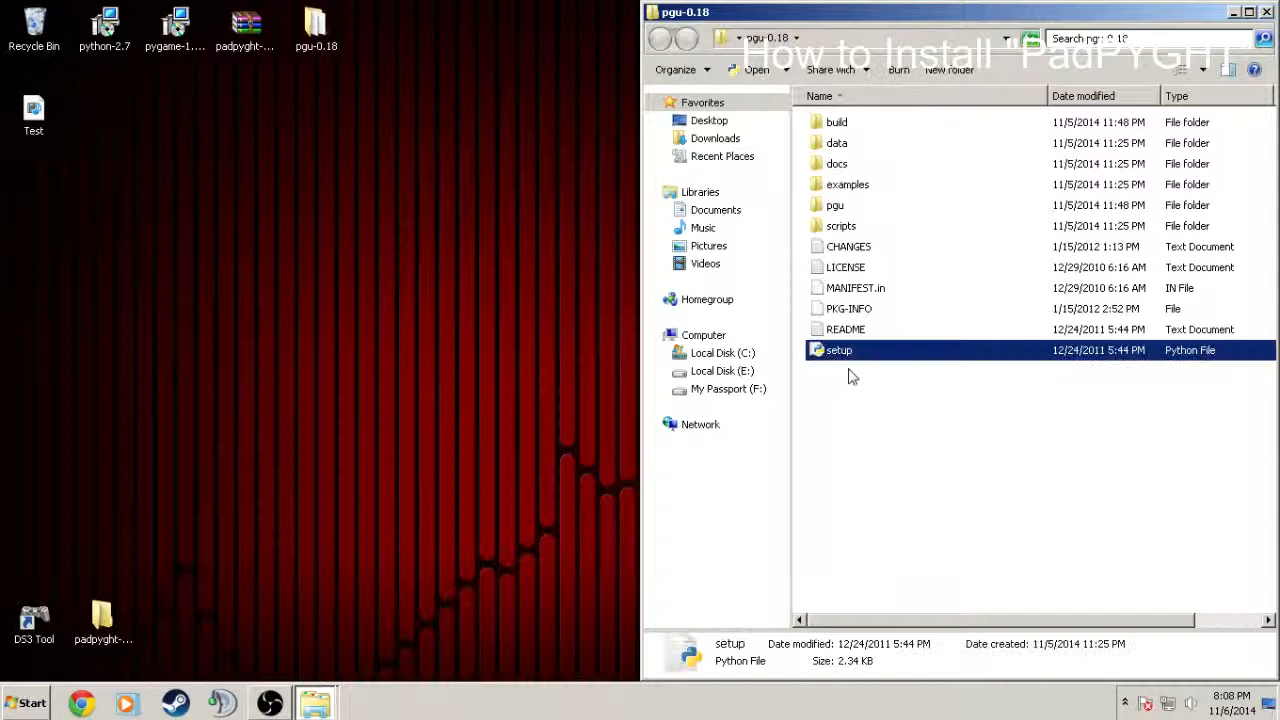 pgu-0.18
pgu-0.18
Search pgu-0.18
How to Install "PadPYGHT"
Organize
Open
Share with
Burn
New folder
Name
Date modified
Type
Favorites
Desktop
Downloads
Recent Places
Libraries
Documents
Music
Pictures
Videos
Homegroup
Computer
Local Disk (C:)
Local Disk (E:)
My Passport (F:)
Network
build 11/5/2014 11:48 PM File folder
data 11/5/2014 11:25 PM File folder
docs 11/5/2014 11:25 PM File folder
examples 11/5/2014 11:25 PM File folder
pgu 11/5/2014 11:48 PM File folder
scripts 11/5/2014 11:25 PM File folder
CHANGES 1/15/2012 1:13 PM Text Document
LICENSE 12/29/2010 6:16 AM Text Document
MANIFEST.in 12/29/2010 6:16 AM IN File
PKG-INFO 1/15/2012 2:52 PM File
README 12/24/2011 5:44 PM Text Document
setup 12/24/2011 5:44 PM Python File
setup Date modified: 12/24/2011 5:44 PM Date created: 11/5/2014 11:25 PM
Python File Size: 2.34 KB
ecycle Bin
ython-2.7
pygame-1....
padpyght-...
pgu-0.18
Test
DS3 Tool
padpyght-...
Start
8:08 PM
11/6/2014